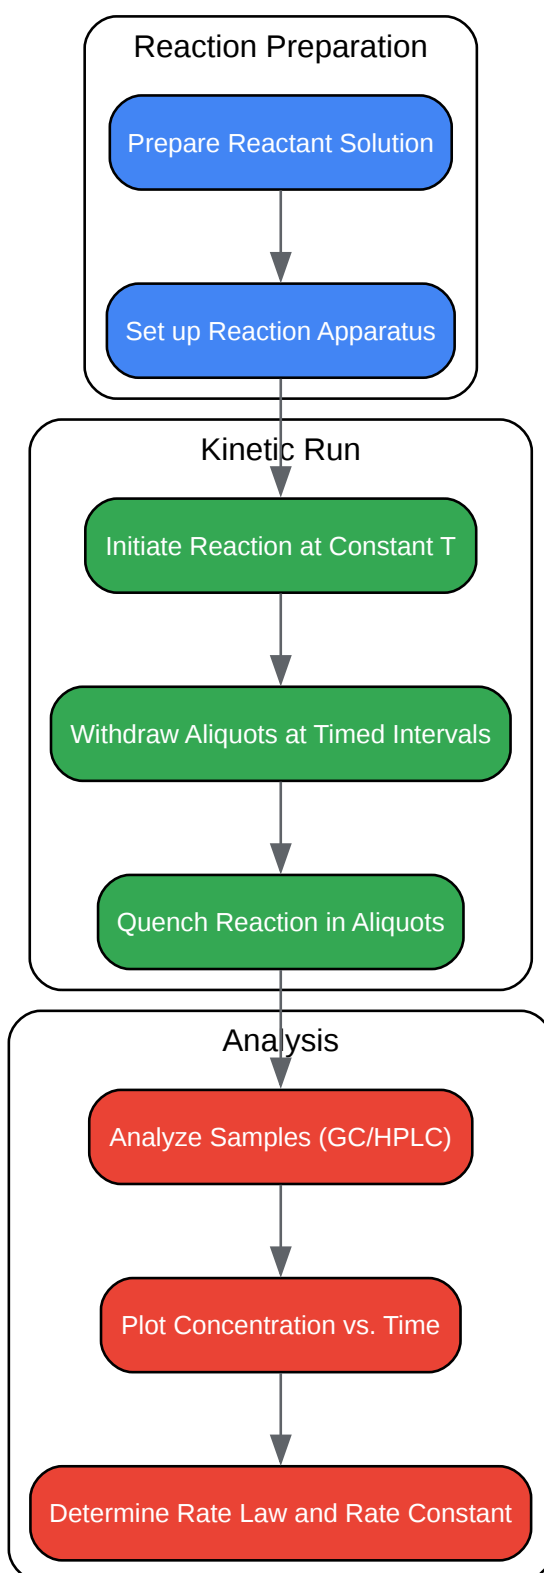 Reaction Preparation
Prepare Reactant Solution
Set up Reaction Apparatus
Kinetic Run
Initiate Reaction at Constant T
Withdraw Aliquots at Timed Intervals
Quench Reaction in Aliquots
Analysis
Analyze Samples (GC/HPLC)
Plot Concentration vs. Time
Determine Rate Law and Rate Constant